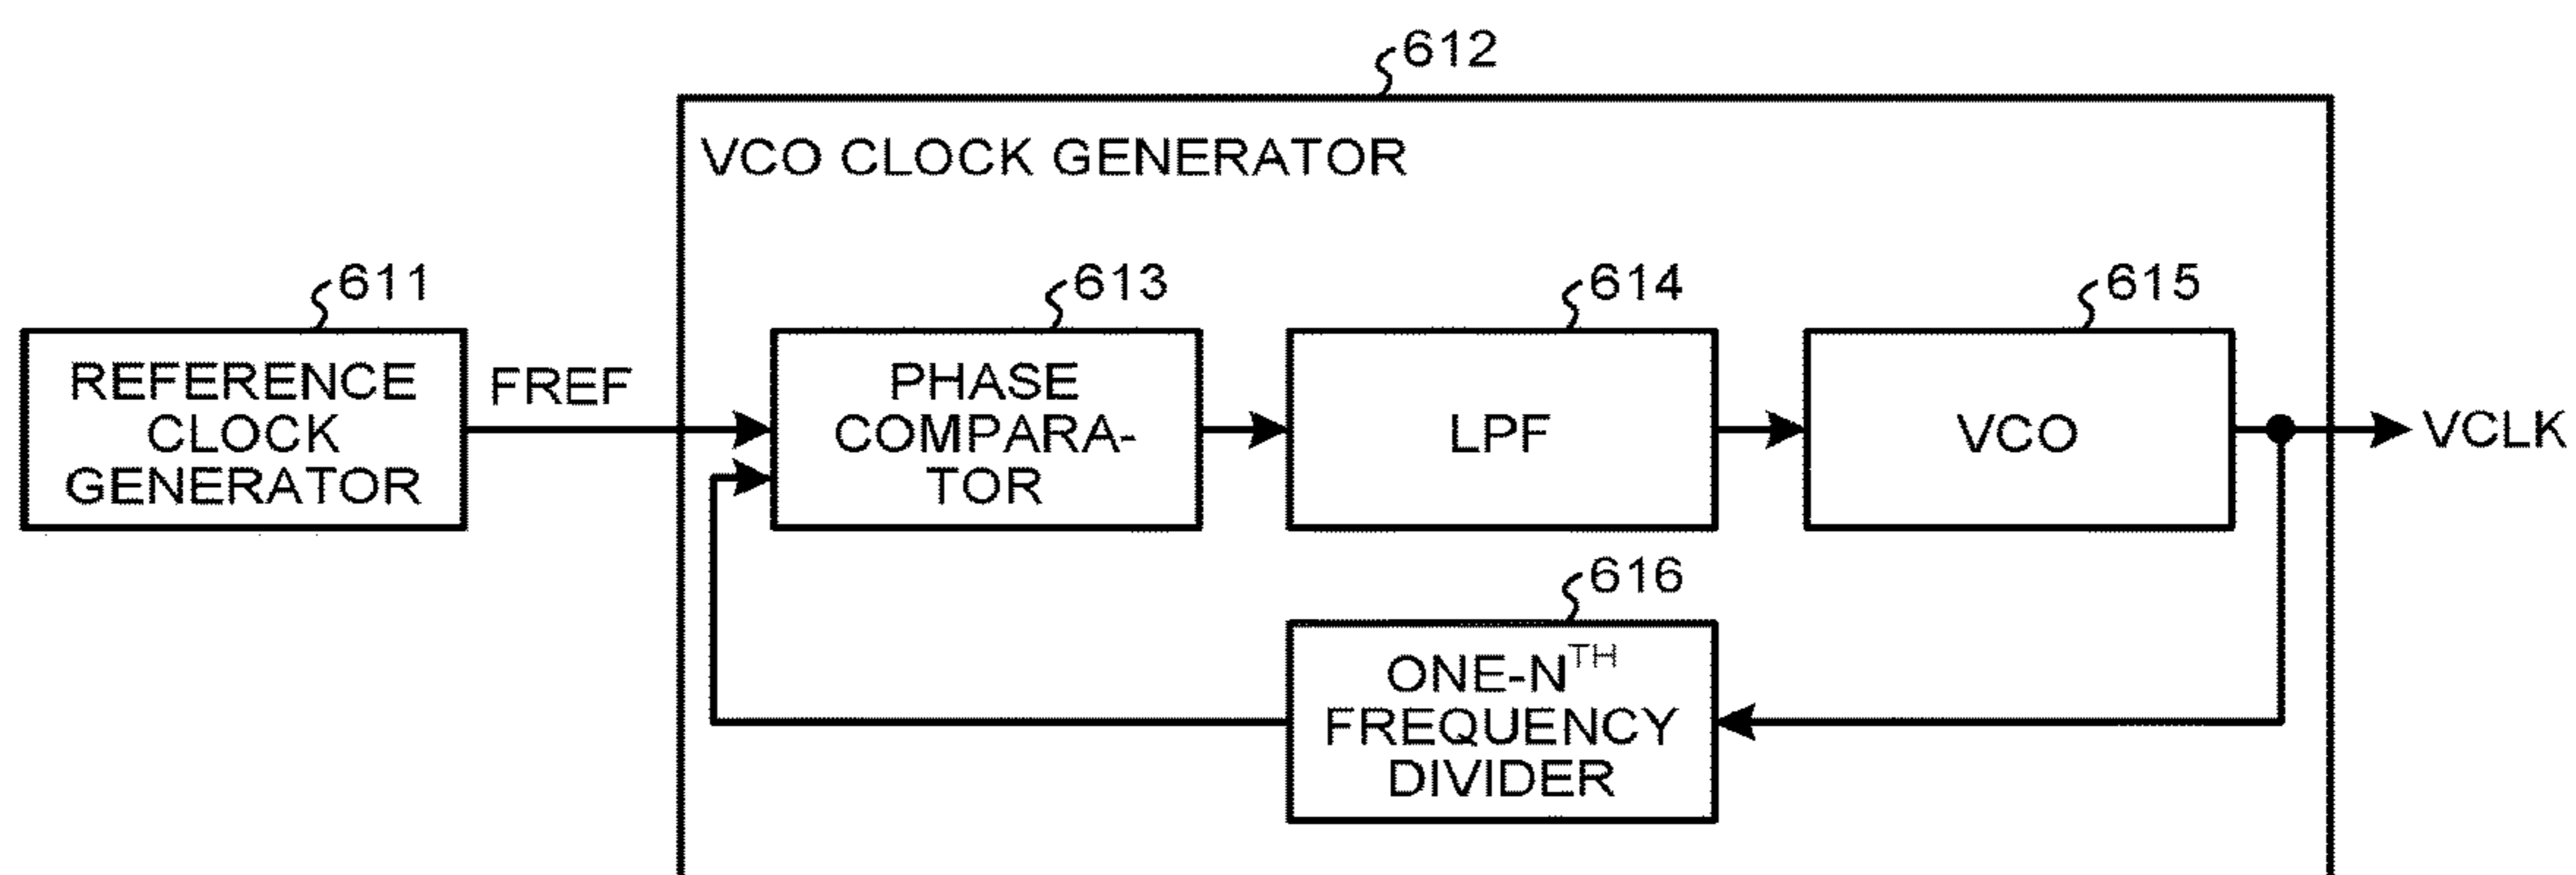 612
VCO CLOCK GENERATOR
611
613
614
615
REFERENCE
CLOCK
GENERATOR
FREF
PHASE
COMPARA-
TOR
LPF
VCO
VCLK
616
ONE-NTH
FREQUENCY
DIVIDER